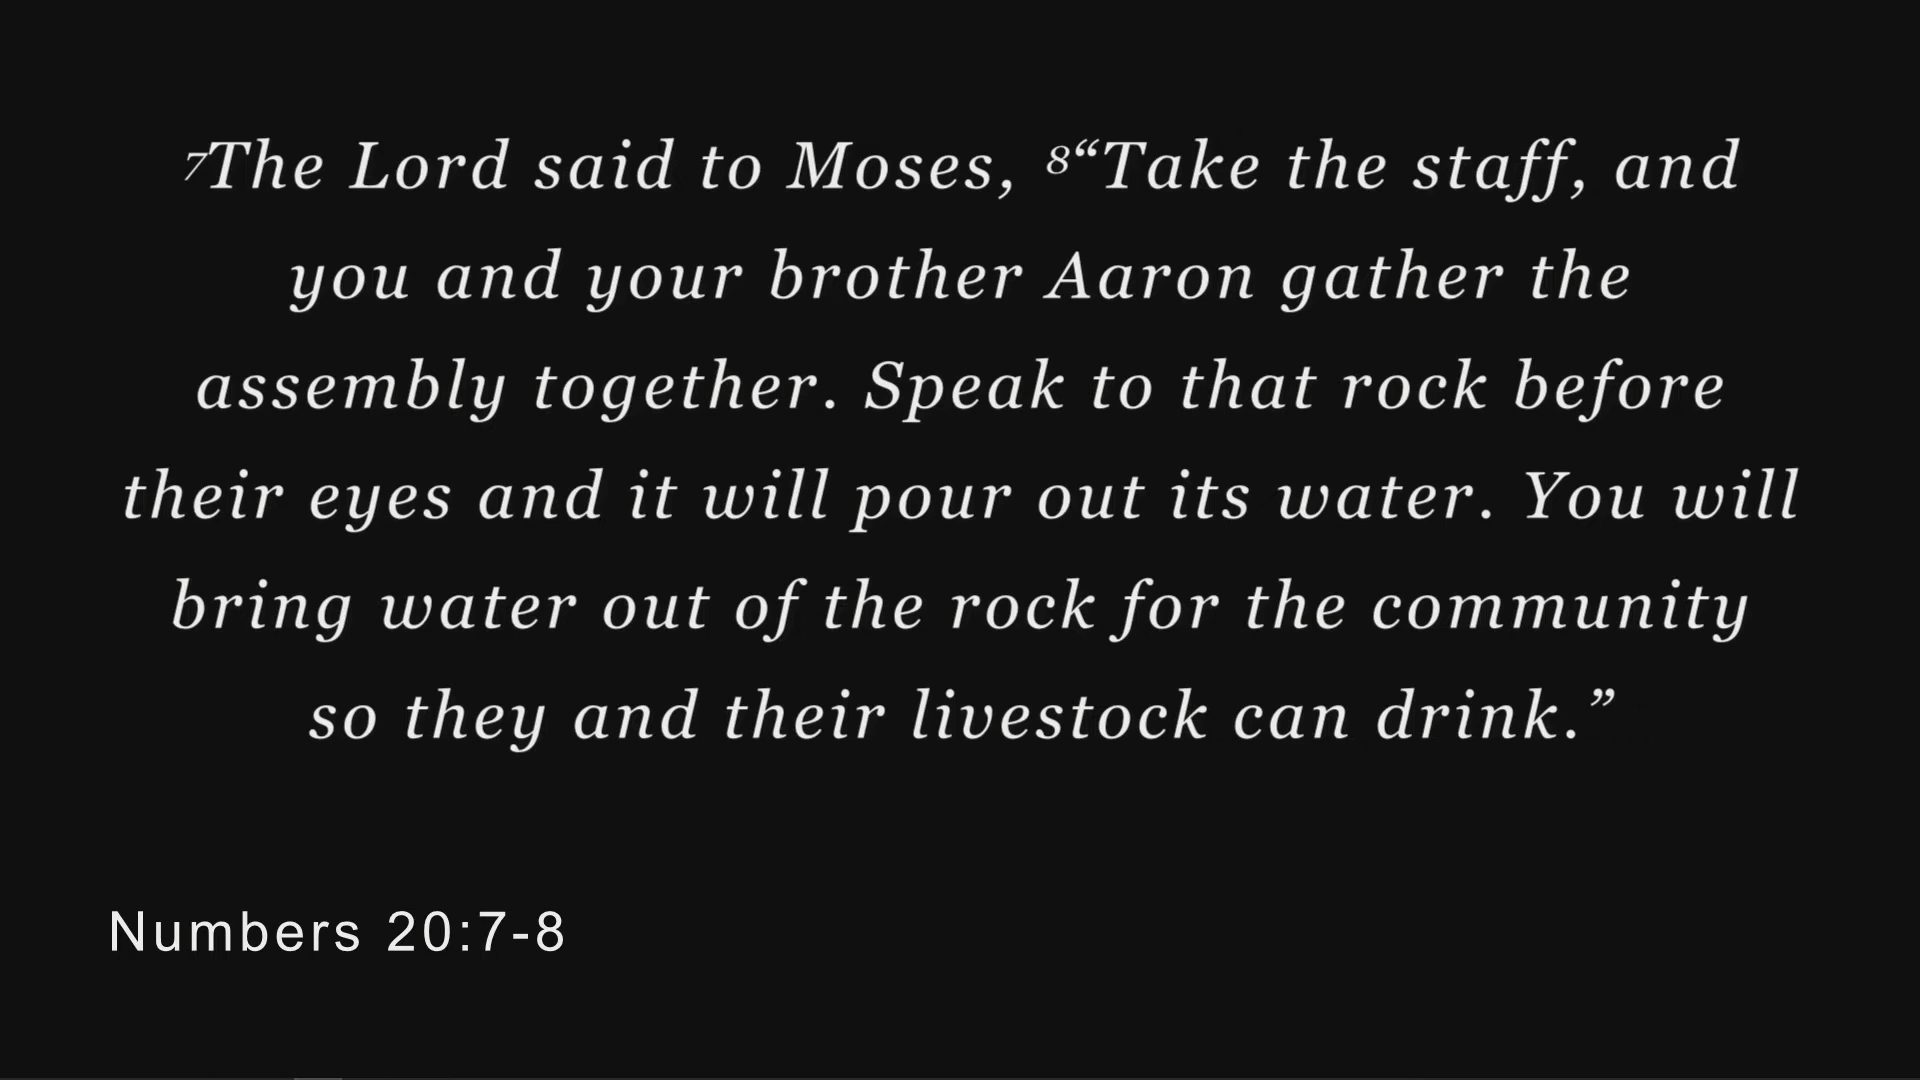 ⁷The Lord said to Moses, ⁸“Take the staff, and
you and your brother Aaron gather the
assembly together. Speak to that rock before
their eyes and it will pour out its water. You will
bring water out of the rock for the community
so they and their livestock can drink.”
Numbers 20:7-8